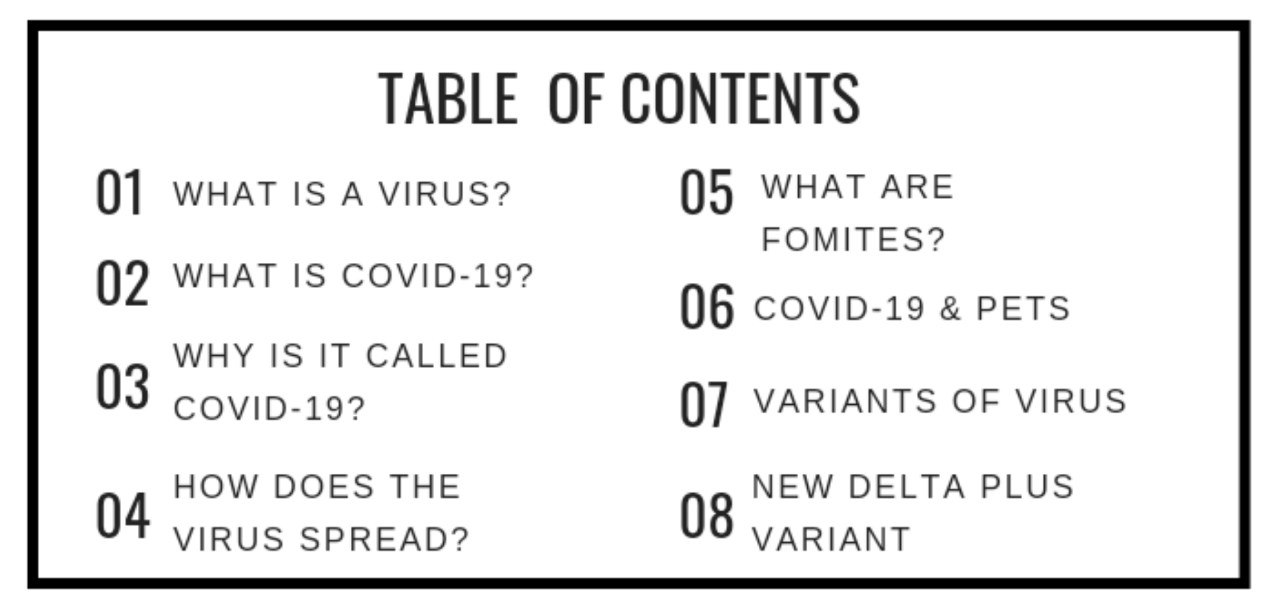 TABLE OF CONTENTS
01 WHAT IS A VIRUS?
02 WHAT IS COVID-19?
03 WHY IS IT CALLED
COVID-19?
04 HOW DOES THE
VIRUS SPREAD?
05 WHAT ARE
FOMITES?
06 COVID-19 & PETS
07 VARIANTS OF VIRUS
08 NEW DELTA PLUS
VARIANT